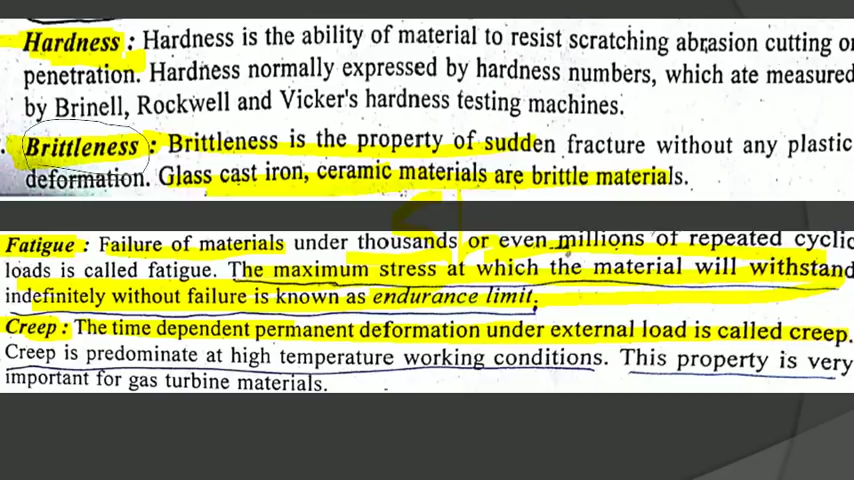 Hardness : Hardness is the ability of material to resist scratching abrasion cutting or
penetration. Hardness normally expressed by hardness numbers, which ate measured
by Brinell, Rockwell and Vicker's hardness testing machines.
Brittleness : Brittleness is the property of sudden fracture without any plastic
deformation. Glass cast iron, ceramic materials are brittle materials.
Fatigue : Failure of materials under thousands or even millions of repeated cyclic
loads is called fatigue. The maximum stress at which the material will withstand
indefinitely without failure is known as endurance limit.
Creep : The time dependent permanent deformation under external load is called creep.
Creep is predominate at high temperature working conditions. This property is very
important for gas turbine materials.